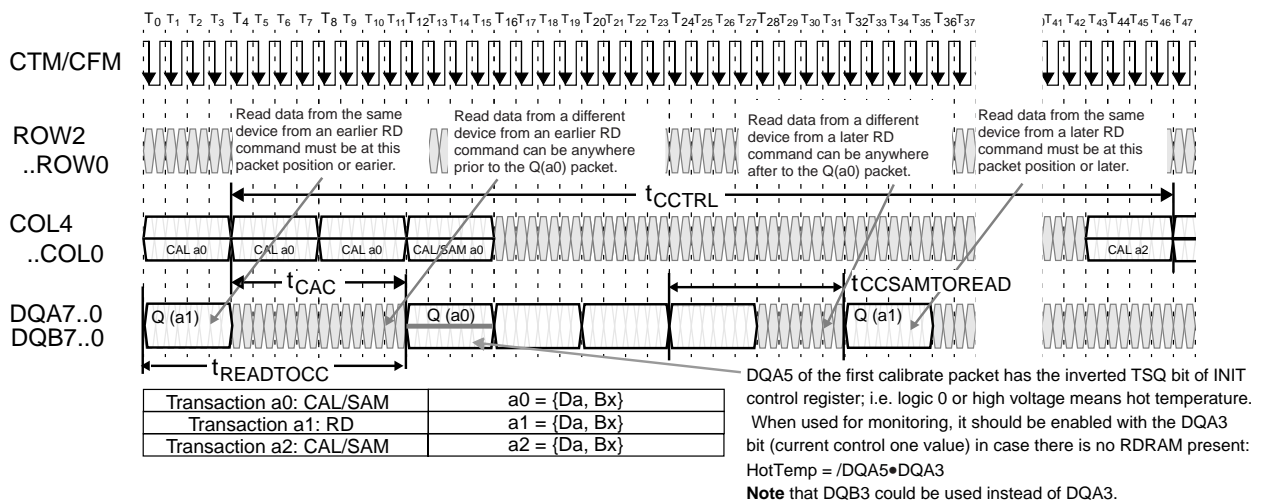 T0 T1 T2 T3 T4 T5 T6 T7 T8 T9 T10 T11 T12 T13 T14 T15 T16 T17 T18 T19 T20 T21 T22 T23 T24 T25 T26 T27 T28 T29 T30 T31 T32 T33 T34 T35 T36 T37 T41 T42 T43 T44 T45 T46 T47
CTM/CFM
ROW2
..ROW0
Read data from the same
device from an earlier RD
command must be at this
packet position or earier.
Read data from a different
device from an earlier RD
command can be anywhere
prior to the Q(a0) packet.
Read data from a different
device from a later RD
command can be anywhere
after to the Q(a0) packet.
Read data from the same
device from a later RD
command must be at this
packet position or later.
tCCTRL
COL4
..COL0
CAL a0 CAL a0 CAL a0 CAL/SAM a0 CAL a2
tCAC tCCSAMTOREAD
DQA7..0
DQB7..0
Q (a1) Q (a0) Q (a1)
tREADTOCC
Transaction a0: CAL/SAM a0 = {Da, Bx}
Transaction a1: RD a1 = {Da, Bx}
Transaction a2: CAL/SAM a2 = {Da, Bx}
DQA5 of the first calibrate packet has the inverted TSQ bit of INIT
control register; i.e. logic 0 or high voltage means hot temperature.
When used for monitoring, it should be enabled with the DQA3
bit (current control one value) in case there is no RDRAM present:
HotTemp = /DQA5•DQA3
Note that DQB3 could be used instead of DQA3.